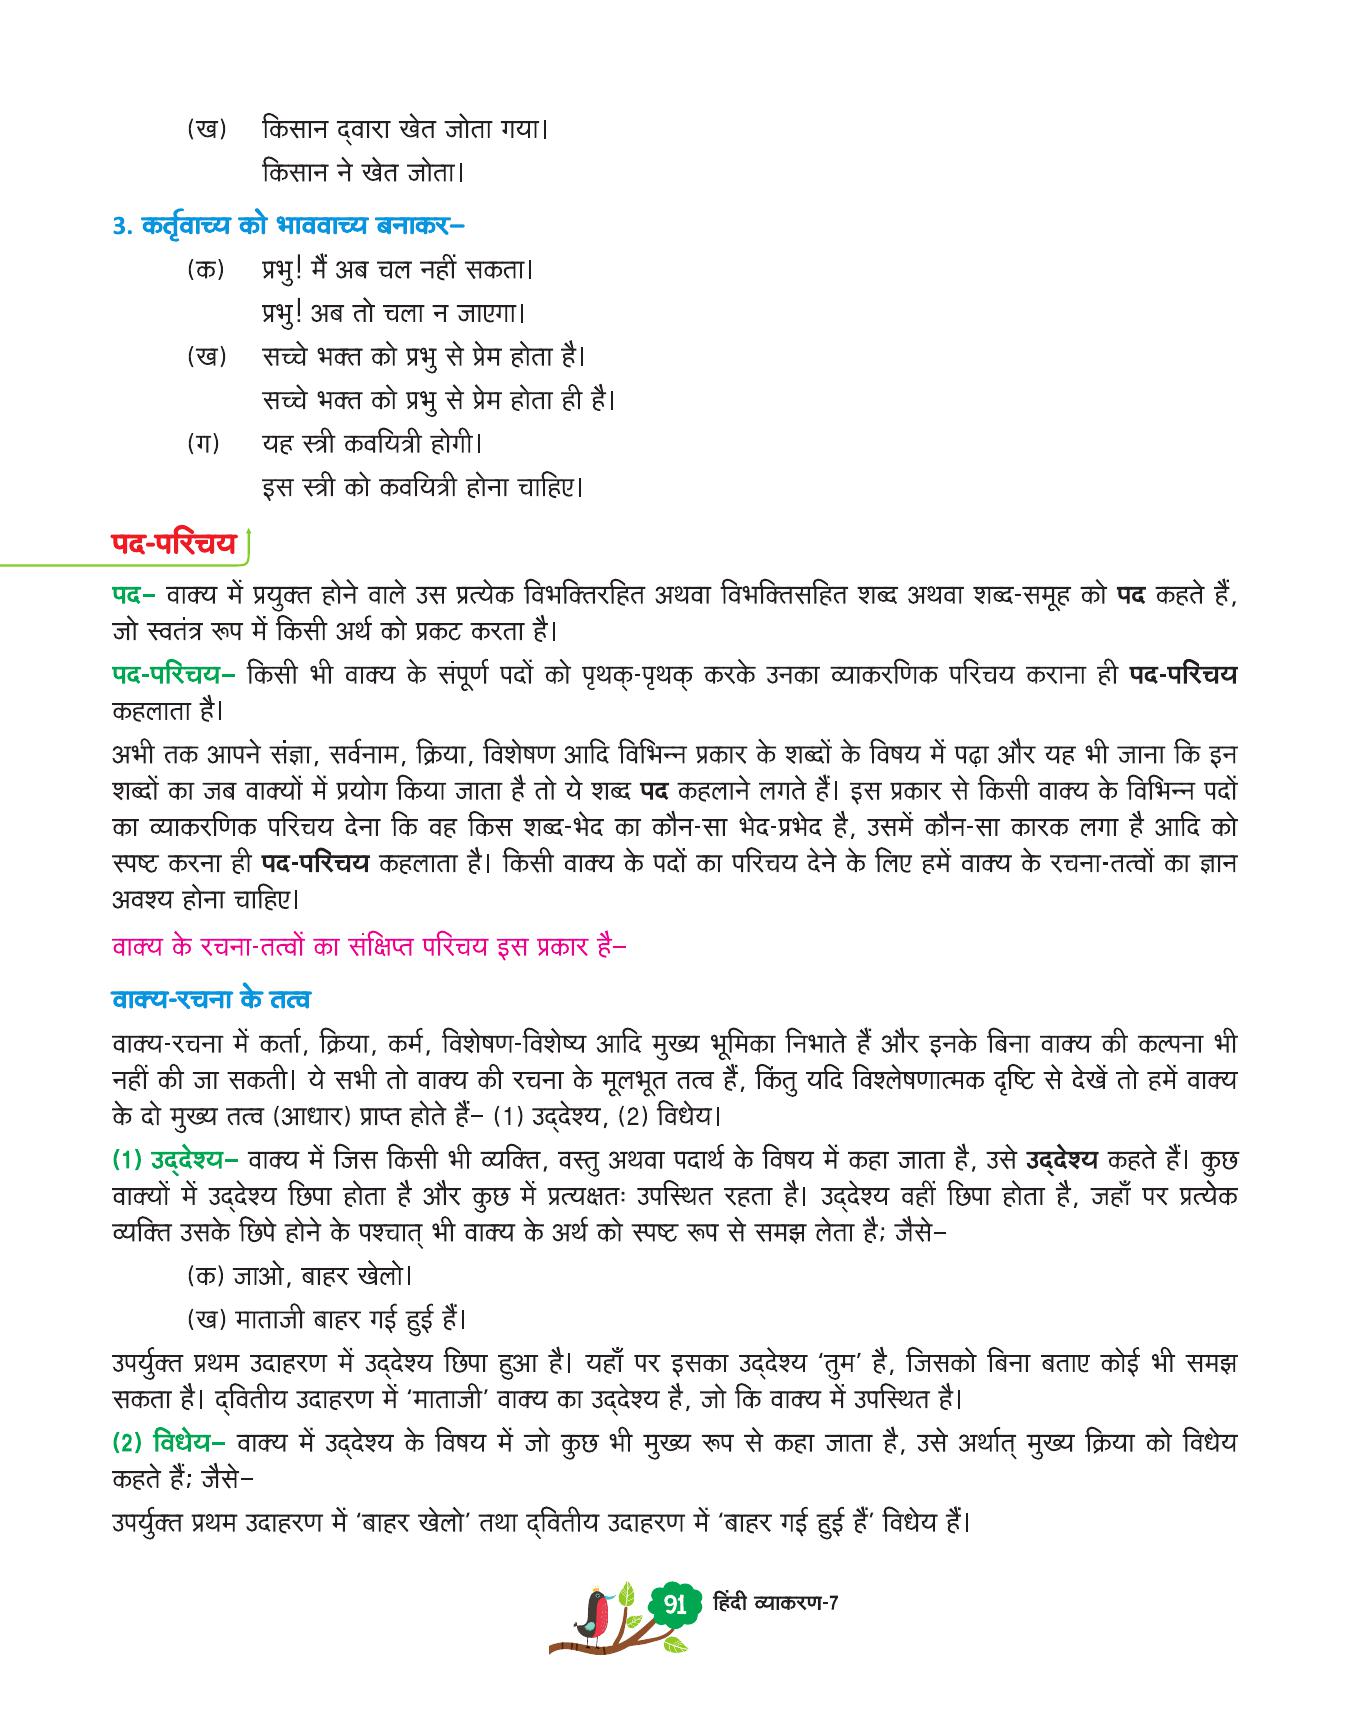 (ख) किसान द्‌वारा खेत जोता गया।
किसान ने खेत जोता।
3. कर्तृवाच्य को भाववाच्य बनाकर–
(क) प्रभु! मैं अब चल नहीं सकता।
प्रभु! अब तो चला न जाएगा।
(ख) सच्चे भक्त को प्रभु से प्रेम होता है।
सच्चे भक्त को प्रभु से प्रेम होता ही है।
(ग) यह स्त्री कवयित्री होगी।
इस स्त्री को कवयित्री होना चाहिए।
पद-परिचय
पद– वाक्य में प्रयुक्त होने वाले उस प्रत्येक विभक्तिरहित अथवा विभक्तिसहित शब्द अथवा शब्द-समूह को पद कहते हैं,
जो स्वतंत्र रूप में किसी अर्थ को प्रकट करता है।
पद-परिचय– किसी भी वाक्य के संपूर्ण पदों को पृथक्-पृथक् करके उनका व्याकरणिक परिचय कराना ही पद-परिचय
कहलाता है।
अभी तक आपने संज्ञा, सर्वनाम, क्रिया, विशेषण आदि विभिन्न प्रकार के शब्दों के विषय में पढ़ा और यह भी जाना कि इन
शब्दों का जब वाक्यों में प्रयोग किया जाता है तो ये शब्द पद कहलाने लगते हैं। इस प्रकार से किसी वाक्य के विभिन्न पदों
का व्याकरणिक परिचय देना कि वह किस शब्द-भेद का कौन-सा भेद-प्रभेद है, उसमें कौन-सा कारक लगा है आदि को
स्पष्ट करना ही पद-परिचय कहलाता है। किसी वाक्य के पदों का परिचय देने के लिए हमें वाक्य के रचना-तत्वों का ज्ञान
अवश्य होना चाहिए।
वाक्य के रचना-तत्वों का संक्षिप्त परिचय इस प्रकार है–
वाक्य-रचना के तत्व
वाक्य-रचना में कर्ता, क्रिया, कर्म, विशेषण-विशेष्य आदि मुख्य भूमिका निभाते हैं और इनके बिना वाक्य की कल्पना भी
नहीं की जा सकती। ये सभी तो वाक्य की रचना के मूलभूत तत्व हैं, किंतु यदि विश्लेषणात्मक दृष्टि से देखें तो हमें वाक्य
के दो मुख्य तत्व (आधार) प्राप्त होते हैं– (1) उद्‌देश्य, (2) विधेय।
(1) उद्‌देश्य– वाक्य में जिस किसी भी व्यक्ति, वस्तु अथवा पदार्थ के विषय में कहा जाता है, उसे उद्‌देश्य कहते हैं। कुछ
वाक्यों में उद्‌देश्य छिपा होता है और कुछ में प्रत्यक्षतः उपस्थित रहता है। उद्‌देश्य वहीं छिपा होता है, जहाँ पर प्रत्येक
व्यक्ति उसके छिपे होने के पश्चात् भी वाक्य के अर्थ को स्पष्ट रूप से समझ लेता है; जैसे–
(क) जाओ, बाहर खेलो।
(ख) माताजी बाहर गई हुई हैं।
उपर्युक्त प्रथम उदाहरण में उद्‌देश्य छिपा हुआ है। यहाँ पर इसका उद्‌देश्य ‘तुम’ है, जिसको बिना बताए कोई भी समझ
सकता है। द्‌वितीय उदाहरण में ‘माताजी’ वाक्य का उद्‌देश्य है, जो कि वाक्य में उपस्थित है।
(2) विधेय– वाक्य में उद्‌देश्य के विषय में जो कुछ भी मुख्य रूप से कहा जाता है, उसे अर्थात् मुख्य क्रिया को विधेय
कहते हैं; जैसे–
उपर्युक्त प्रथम उदाहरण में ‘बाहर खेलो’ तथा द्‌वितीय उदाहरण में ‘बाहर गई हुई हैं’ विधेय हैं।
91 हिंदी व्याकरण-7